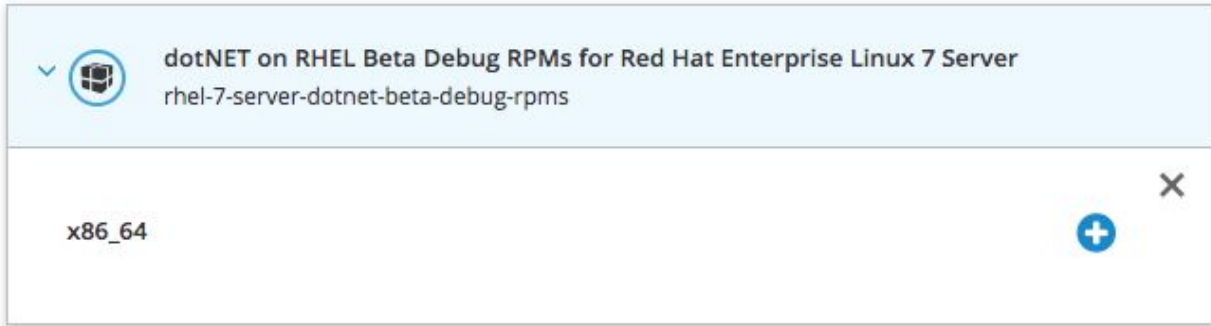 dotNET on RHEL Beta Debug RPMs for Red Hat Enterprise Linux 7 Server
rhel-7-server-dotnet-beta-debug-rpms
x86_64